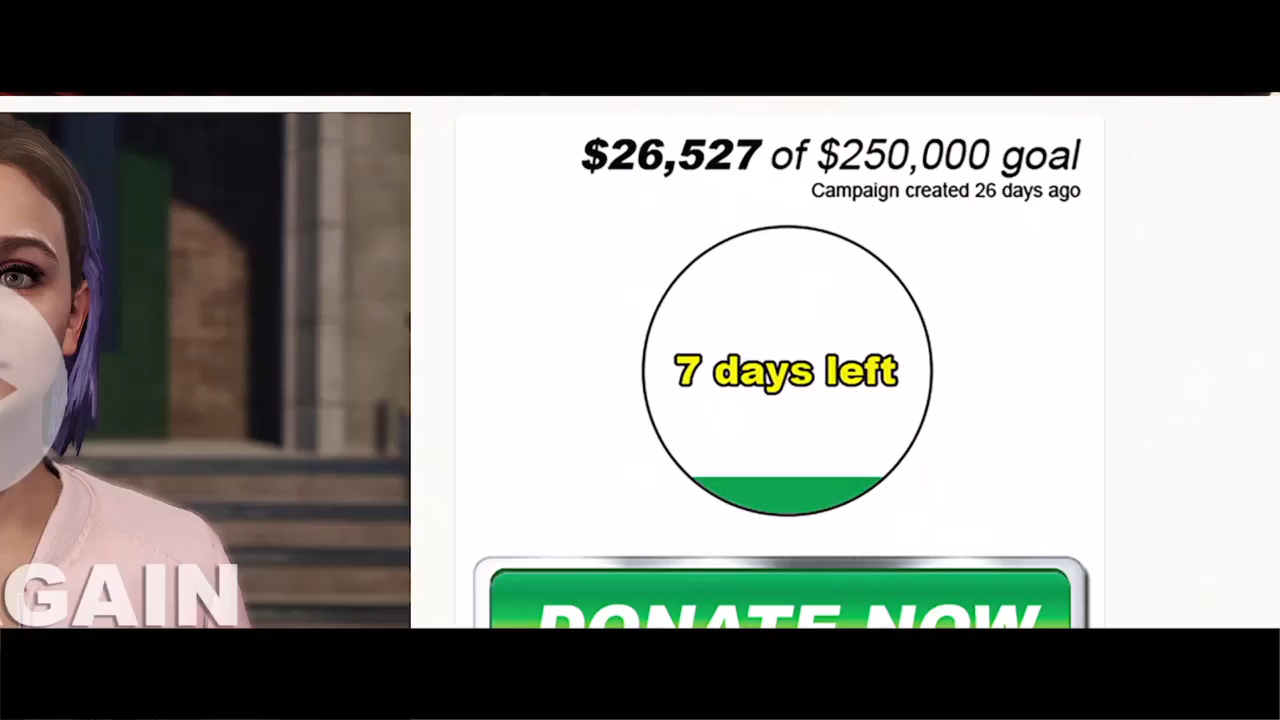 $26,527 of $250,000 goal
Campaign created 26 days ago
7 days left
GAIN
DONATE NOW